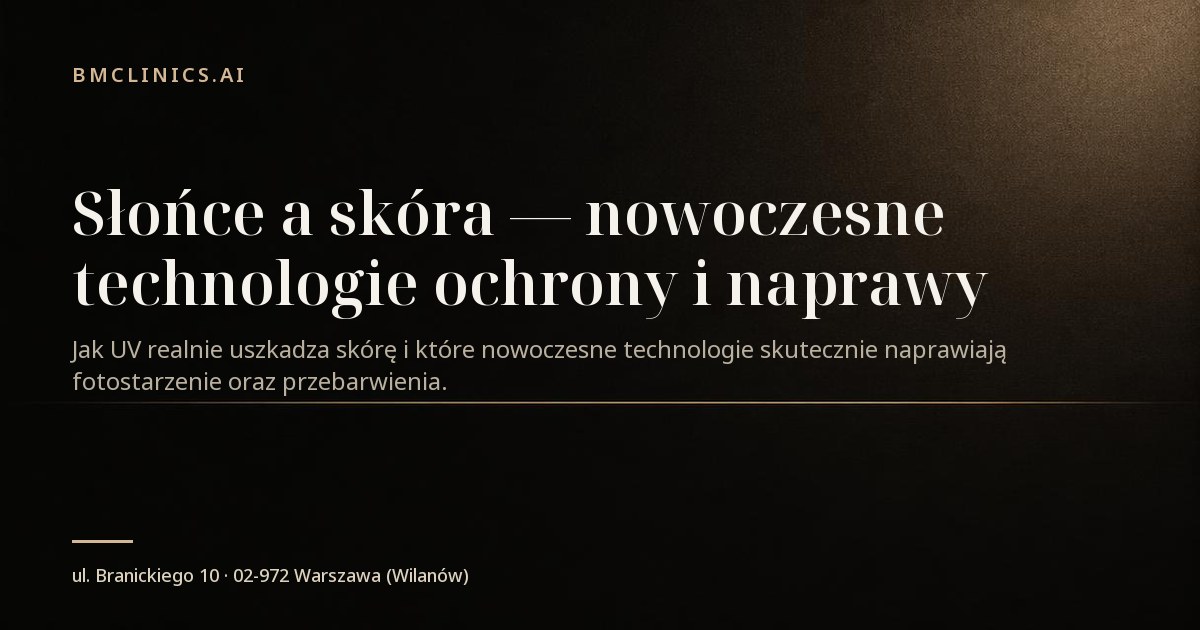 BMCLINICS.AI
Słońce a skóra — nowoczesne
technologie ochrony i naprawy
Jak UV realnie uszkadza skórę i które nowoczesne technologie skutecznie naprawiają
fotostarzenie oraz przebarwienia.
ul. Branickiego 10 · 02-972 Warszawa (Wilanów)